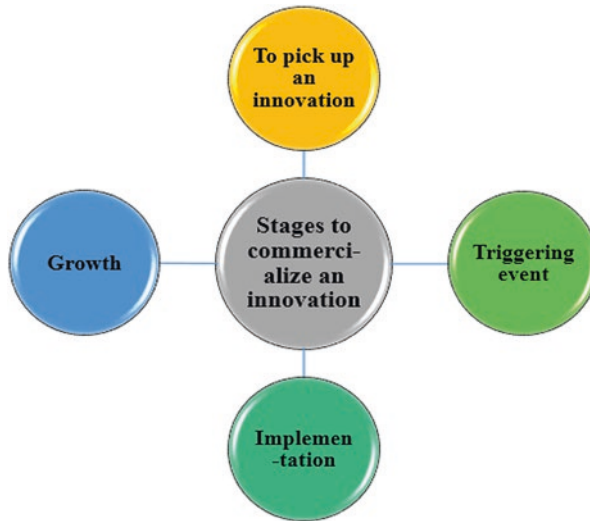 To pick up
an
innovation
Growth
Stages to
commerci-
alize an
innovation
Triggering
event
Implemen
-tation